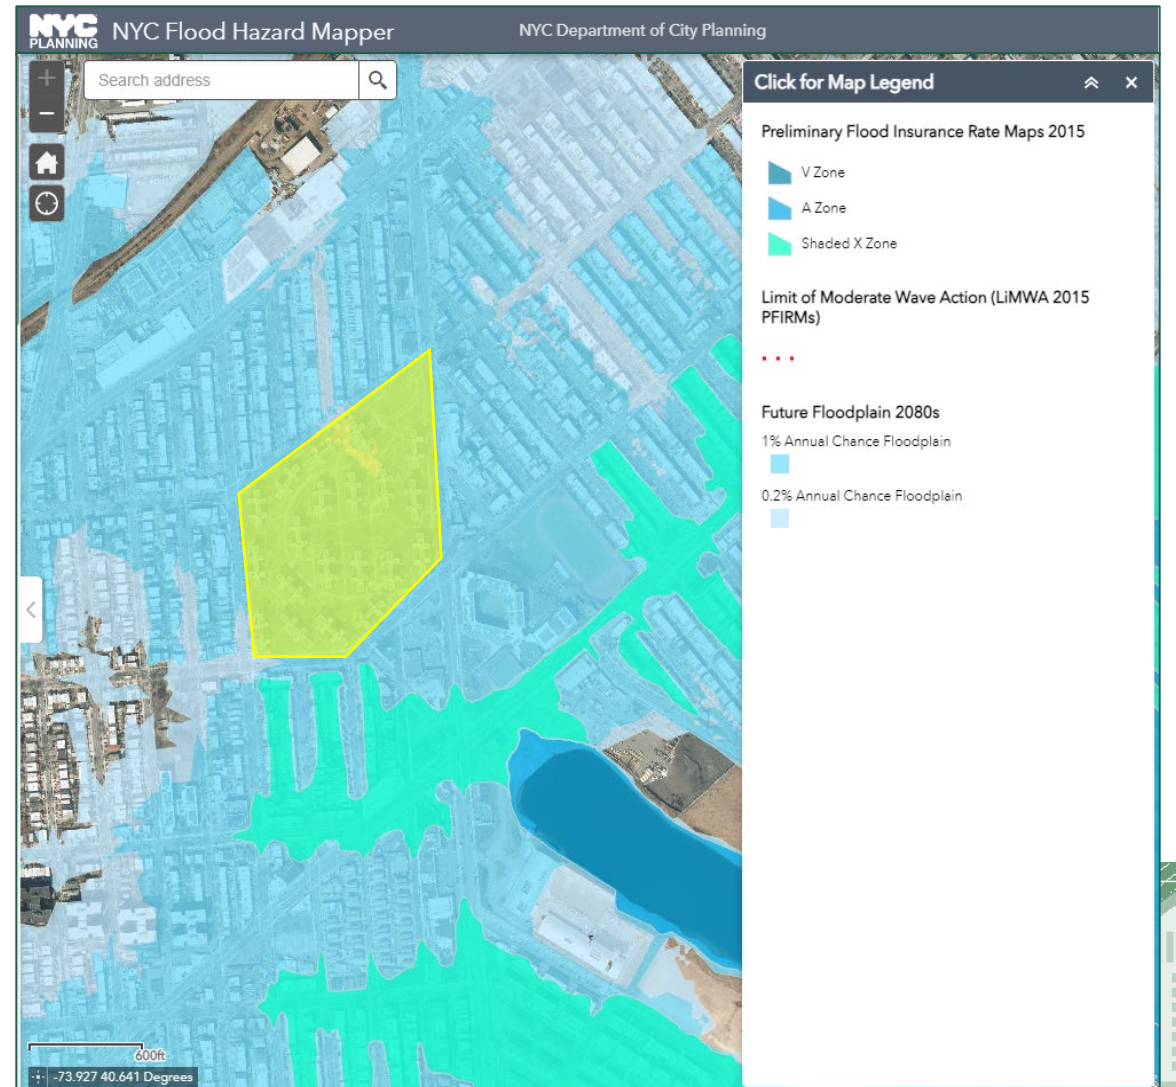 NYC
PLANNING
NYC Flood Hazard Mapper
NYC Department of City Planning
+
Search address
−
Click for Map Legend
Preliminary Flood Insurance Rate Maps 2015
V Zone
A Zone
Shaded X Zone
Limit of Moderate Wave Action (LiMWA 2015
PFIRMs)
Future Floodplain 2080s
1% Annual Chance Floodplain
0.2% Annual Chance Floodplain
600ft
-73.927 40.641 Degrees